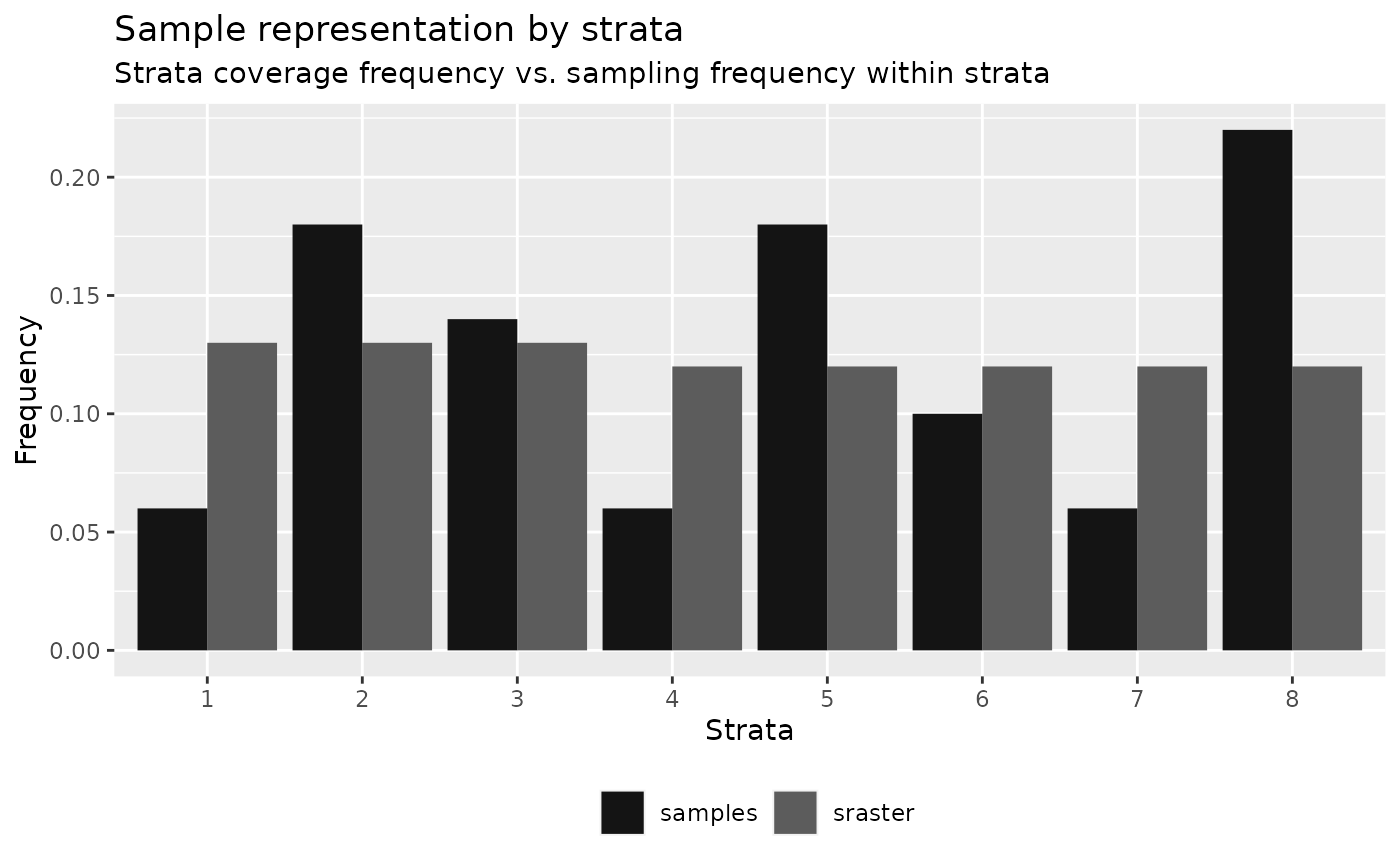 Sample representation by strata
Strata coverage frequency vs. sampling frequency within strata
Frequency
0.20
0.15
0.10
0.05
0.00
1 2 3 4 5 6 7 8
Strata
samples sraster